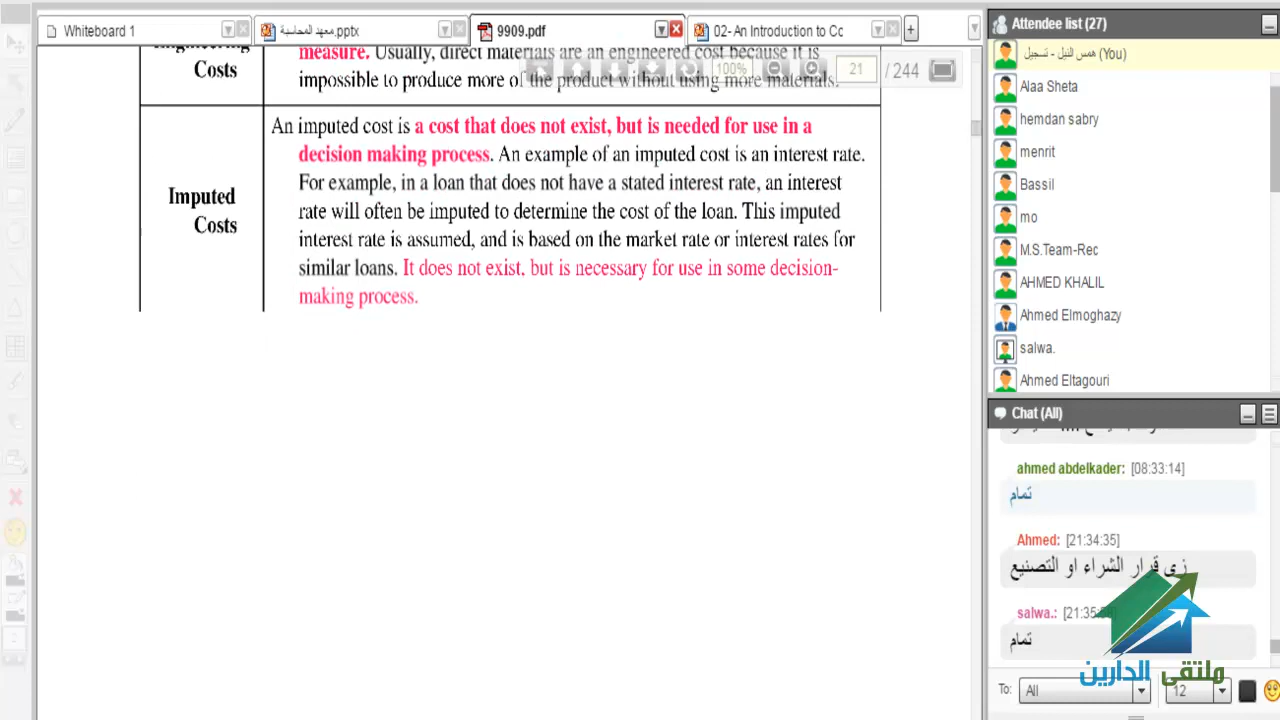 Whiteboard 1
معهد المحاسبة.pptx
9909.pdf
02- An Introduction to Cc
Costs
measure. Usually, direct materials are an engineered cost because it is
impossible to produce more of the product without using more materials.
100%
21
/ 244
Imputed
Costs
An imputed cost is a cost that does not exist, but is needed for use in a
decision making process. An example of an imputed cost is an interest rate.
For example, in a loan that does not have a stated interest rate, an interest
rate will often be imputed to determine the cost of the loan. This imputed
interest rate is assumed, and is based on the market rate or interest rates for
similar loans. It does not exist, but is necessary for use in some decision-
making process.
Attendee list (27)
همس النيل - تسجيل (You)
Alaa Sheta
hemdan sabry
menrit
Bassil
mo
M.S.Team-Rec
AHMED KHALIL
Ahmed Elmoghazy
salwa.
Ahmed Eltagouri
Chat (All)
ahmed abdelkader: [08:33:14]
تمام
Ahmed: [21:34:35]
زى قرار الشراء او التصنيع
salwa.:
تمام
ملتقى الدارين
To:
All
12